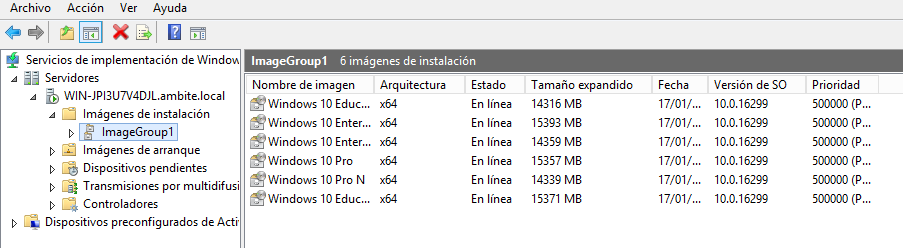 Archivo Acción Ver Ayuda
Servicios de implementación de Window
Servidores
WIN-JPI3U7V4DJL.ambite.local
Imágenes de instalación
ImageGroup1
Imágenes de arranque
Dispositivos pendientes
Transmisiones por multidifusi
Controladores
Dispositivos preconfigurados de Activ
ImageGroup1 6 imágenes de instalación
Nombre de imagen Arquitectura Estado Tamaño expandido Fecha Versión de SO Prioridad
Windows 10 Educ... x64 En línea 14316 MB 17/01/... 10.0.16299 500000 (P...
Windows 10 Enter... x64 En línea 15393 MB 17/01/... 10.0.16299 500000 (P...
Windows 10 Enter... x64 En línea 14359 MB 17/01/... 10.0.16299 500000 (P...
Windows 10 Pro x64 En línea 15357 MB 17/01/... 10.0.16299 500000 (P...
Windows 10 Pro N x64 En línea 14339 MB 17/01/... 10.0.16299 500000 (P...
Windows 10 Educ... x64 En línea 15371 MB 17/01/... 10.0.16299 500000 (P...